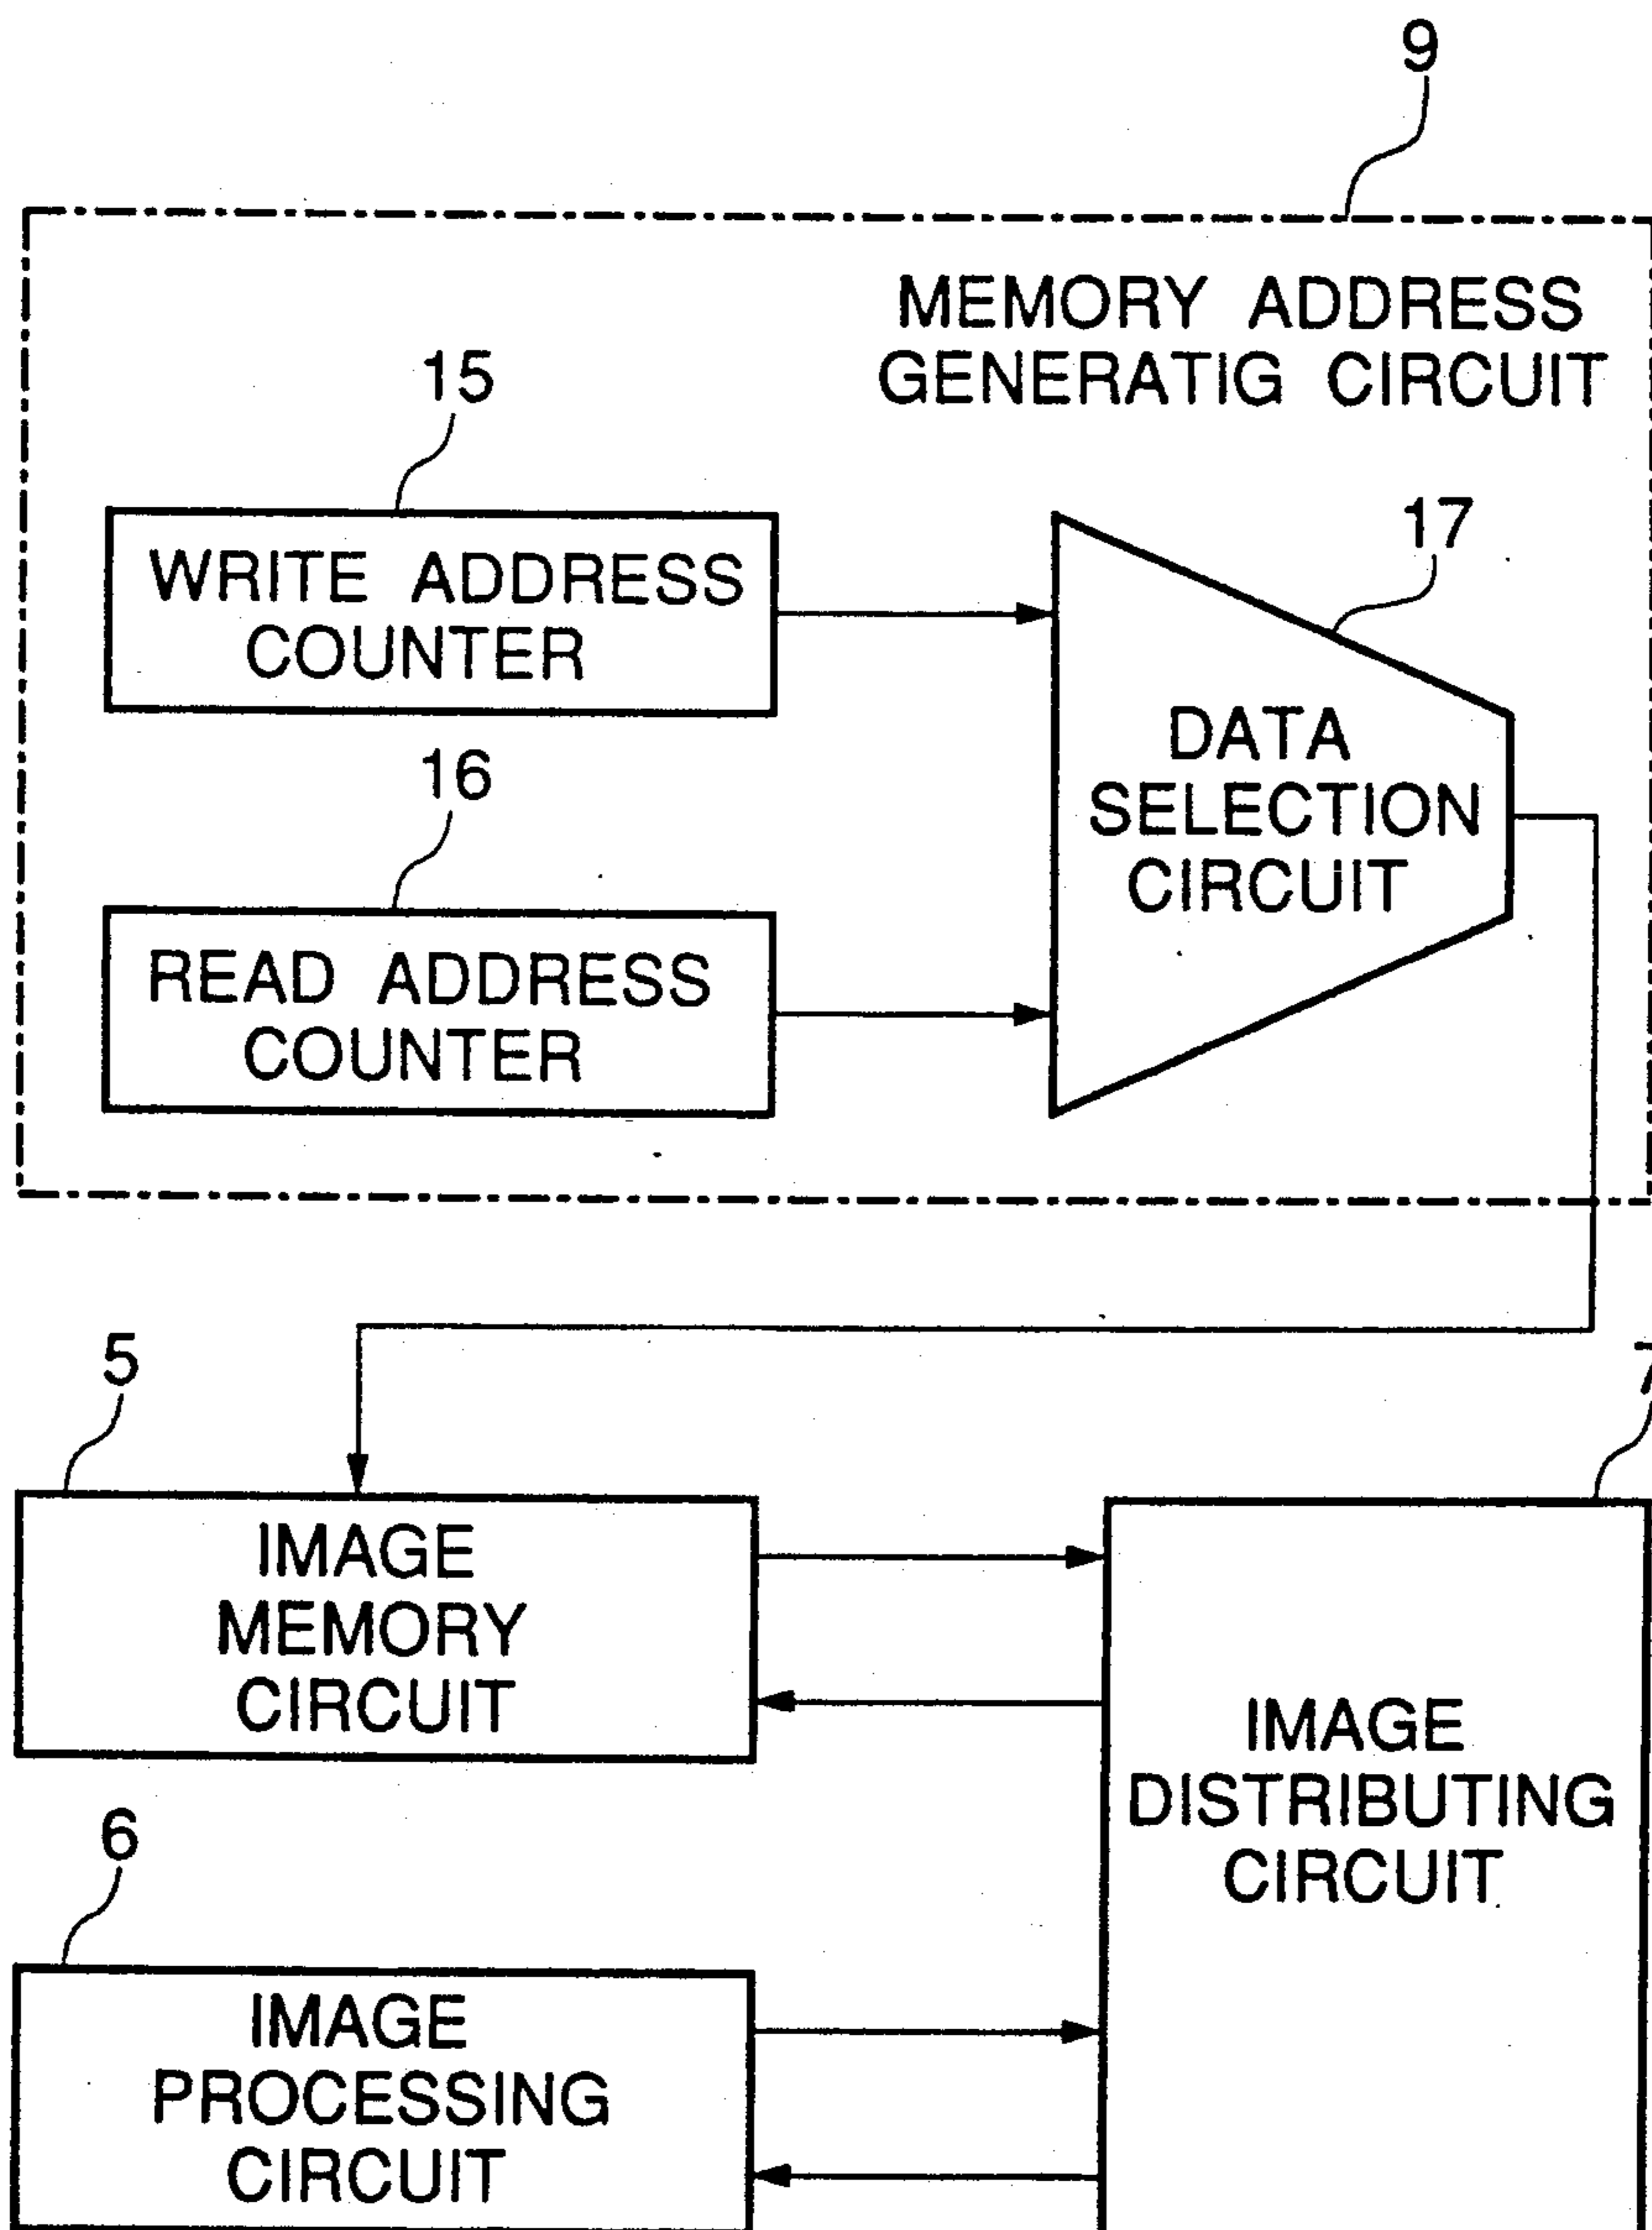 9
MEMORY ADDRESS
GENERATIG CIRCUIT
15
WRITE ADDRESS
COUNTER
17
DATA
SELECTION
CIRCUIT
16
READ ADDRESS
COUNTER
5
IMAGE
MEMORY
CIRCUIT
IMAGE
DISTRIBUTING
CIRCUIT
6
IMAGE
PROCESSING
CIRCUIT